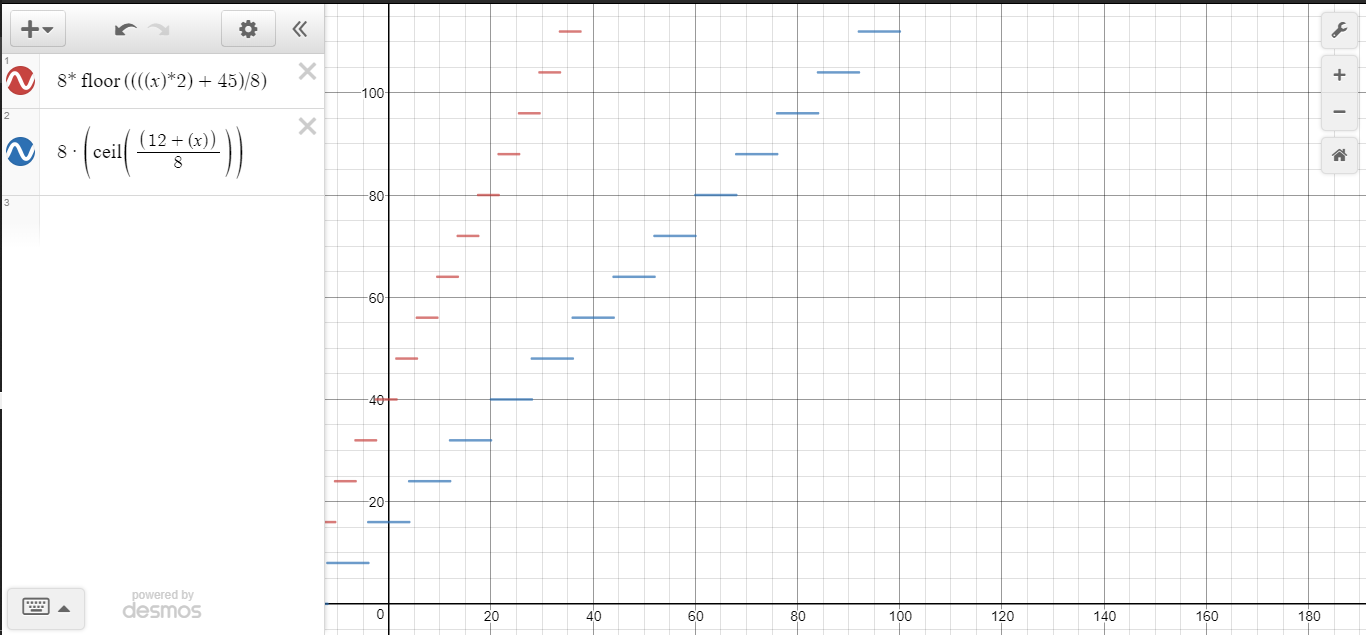 1
8* floor((((x)*2) + 45)/8)
2
8 · (ceil((12 + (x))/8))
3
powered by
desmos
100
80
60
40
20
0 20 40 60 80 100 120 140 160 180